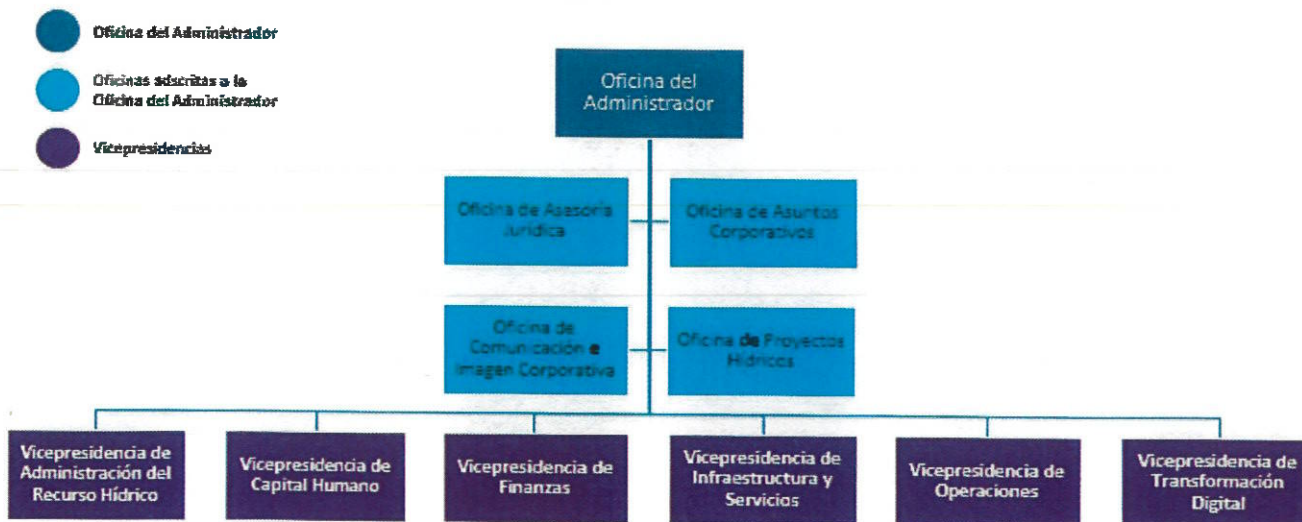 Oficina del Administrador
Oficinas adscritas a la
Oficina del Administrador
Vicepresidencias
Oficina del
Administrador
Oficina de Asesoría
Jurídica
Oficina de Asuntos
Corporativos
Oficina de
Comunicación e
Imagen Corporativa
Oficina de Proyectos
Hídricos
Vicepresidencia de
Administración del
Recurso Hídrico
Vicepresidencia de
Capital Humano
Vicepresidencia de
Finanzas
Vicepresidencia de
Infraestructura y
Servicios
Vicepresidencia de
Operaciones
Vicepresidencia de
Transformación
Digital